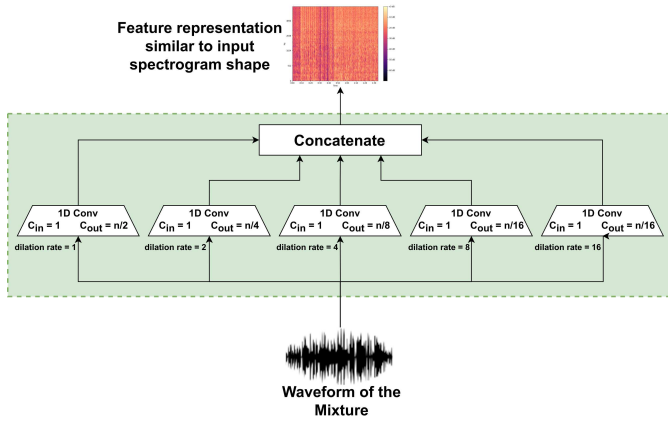 Feature representation
similar to input
spectrogram shape
Concatenate
1D Conv
Cin = 1 Cout = n/2
dilation rate = 1
1D Conv
Cin = 1 Cout = n/4
dilation rate = 2
1D Conv
Cin = 1 Cout = n/8
dilation rate = 4
1D Conv
Cin = 1 Cout = n/16
dilation rate = 8
1D Conv
Cin = 1 Cout = n/16
dilation rate = 16
Waveform of the
Mixture